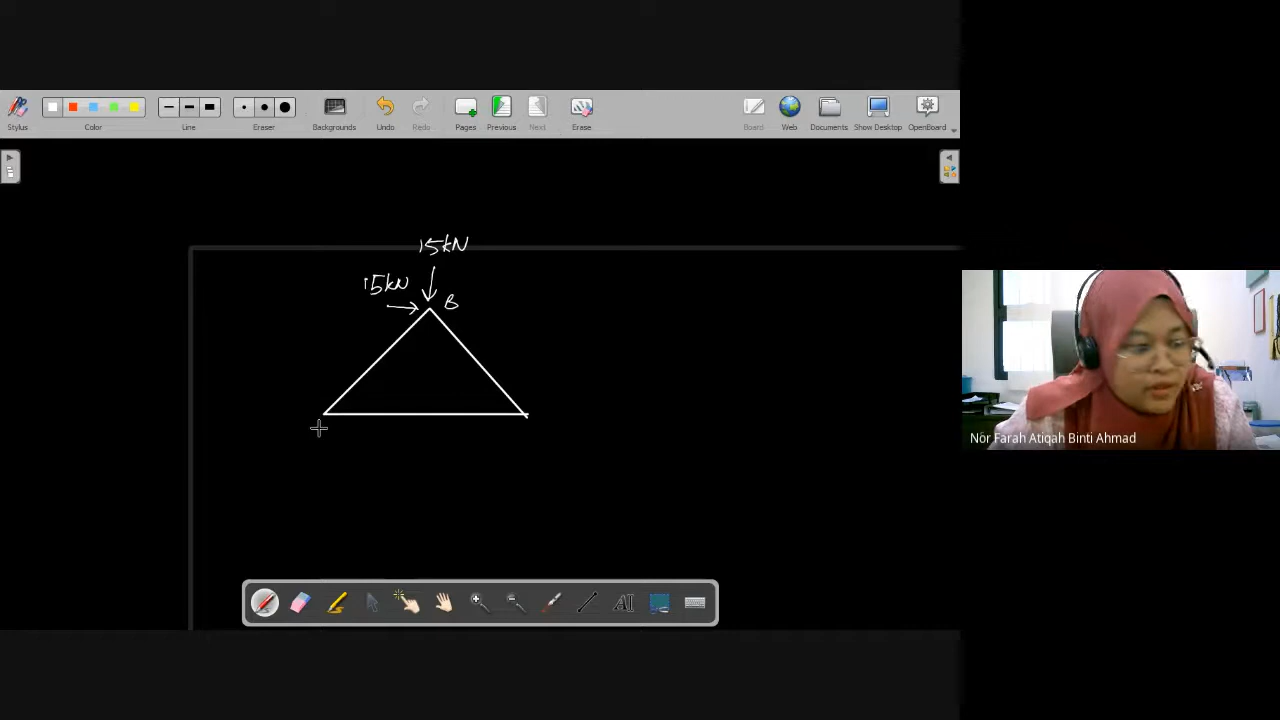 Stylus Color Line Eraser Backgrounds Undo Redo Pages Previous Next Erase Board Web Documents Show Desktop OpenBoard
15kN
15kN
B
AI
Nor Farah Atiqah Binti Ahmad